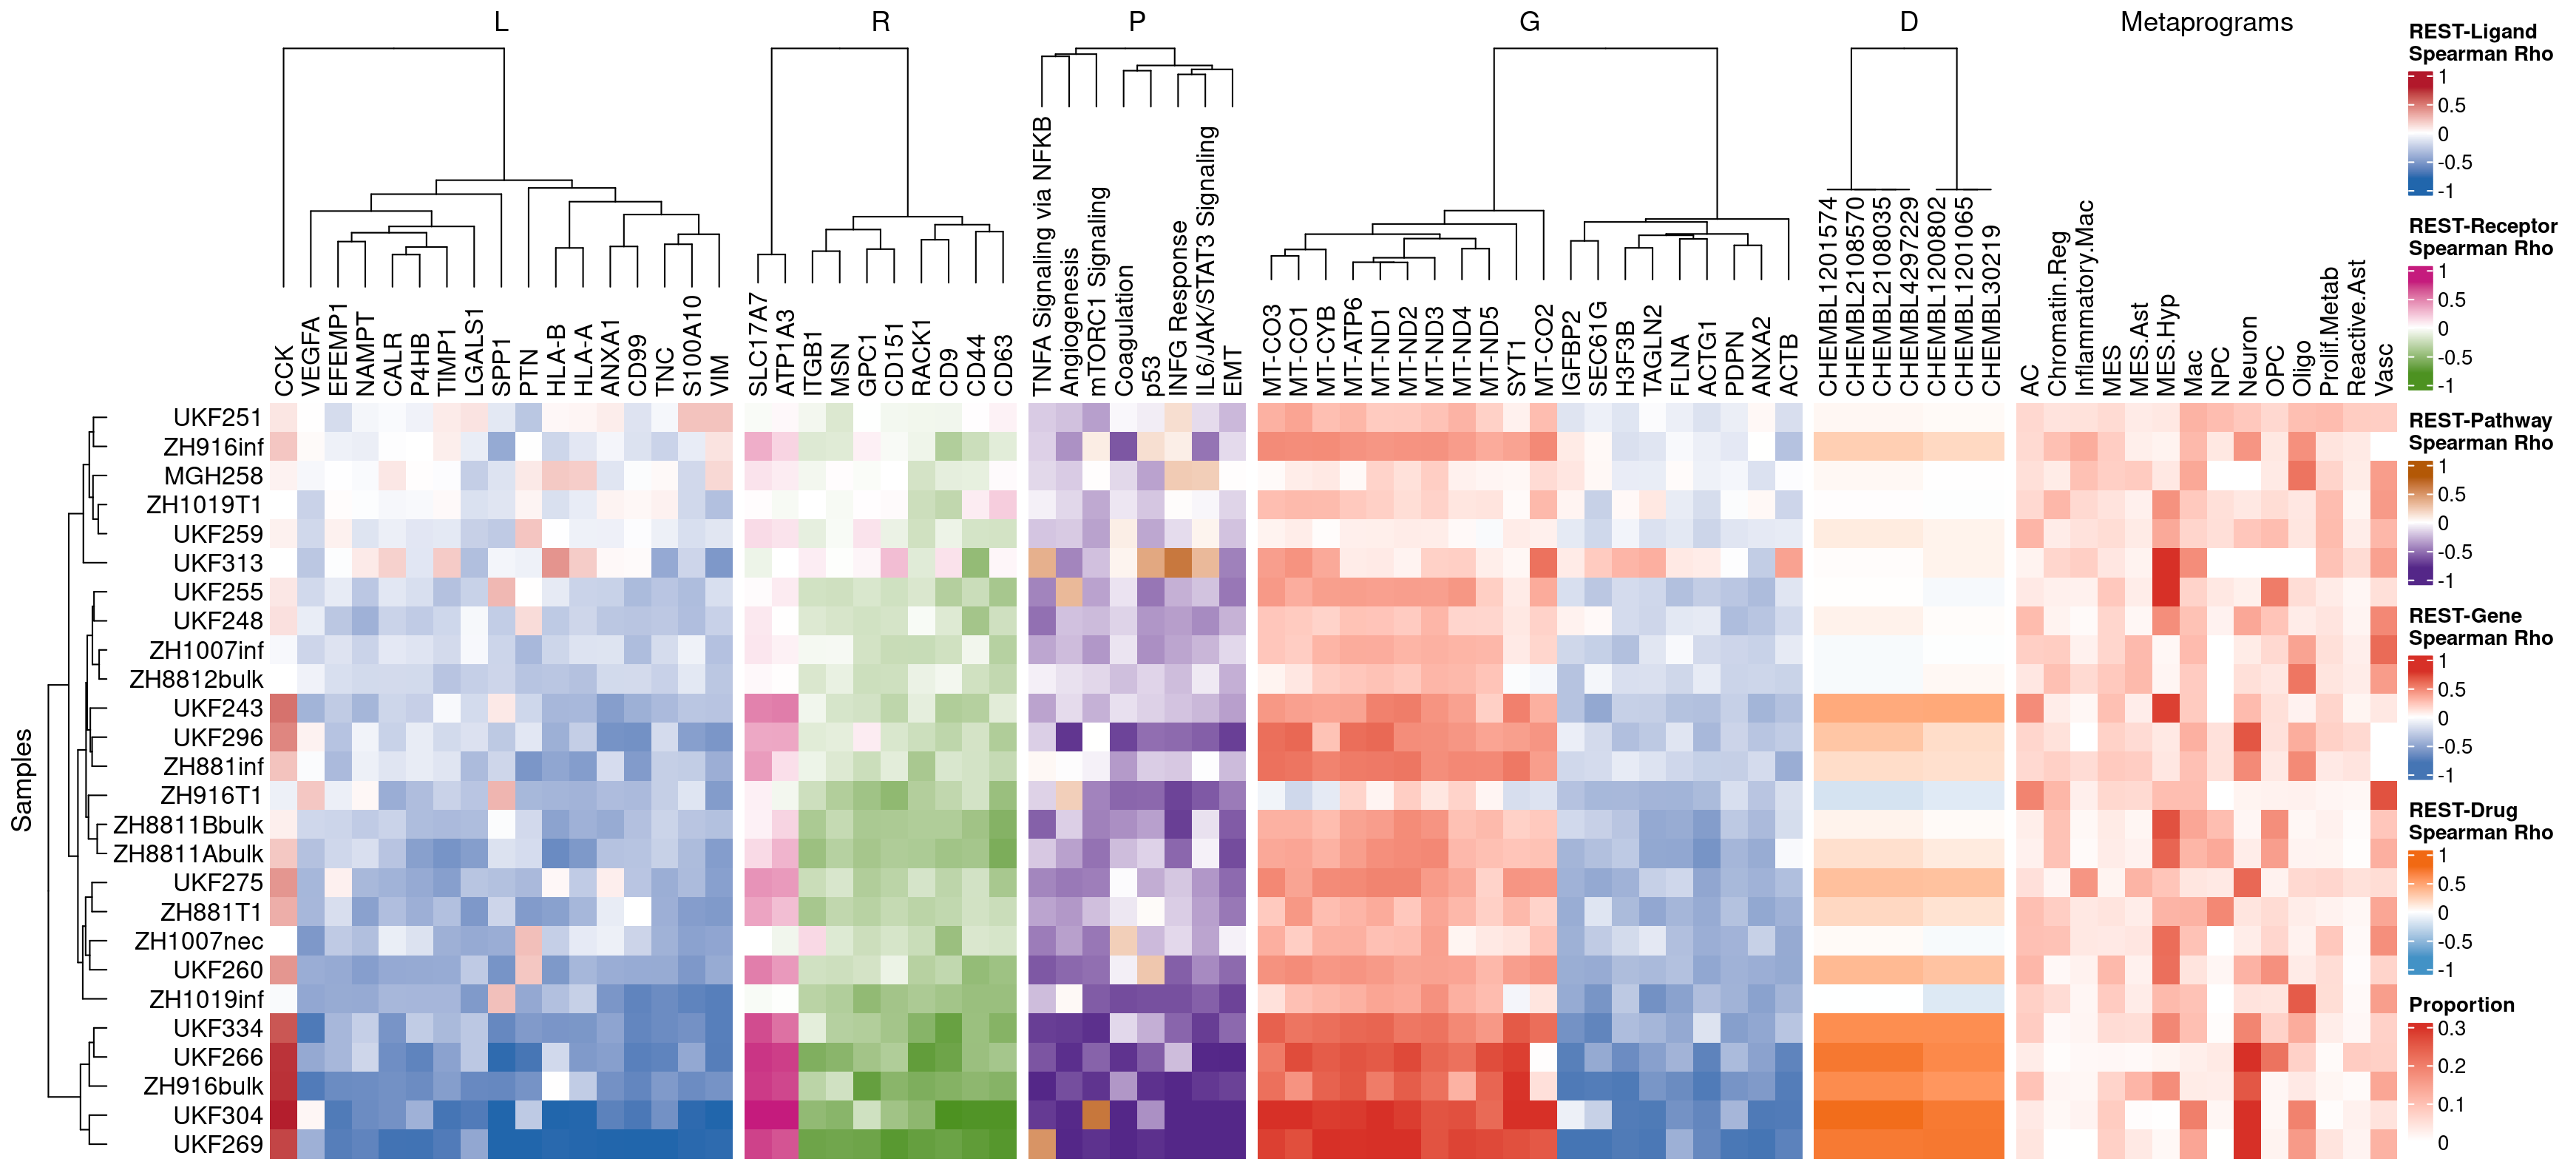 L
R
P
G
D
Metaprograms
CCK
VEGFA
EFEMP1
NAMPT
CALR
P4HB
TIMP1
LGALS1
SPP1
PTN
HLA-B
HLA-A
ANXA1
CD99
TNC
S100A10
VIM
SLC17A7
ATP1A3
ITGB1
MSN
GPC1
CD151
RACK1
CD9
CD44
CD63
TNFA Signaling via NFKB
Angiogenesis
mTORC1 Signaling
Coagulation
p53
INFG Response
IL6/JAK/STAT3 Signaling
EMT
MT-CO3
MT-CO1
MT-CYB
MT-ATP6
MT-ND1
MT-ND2
MT-ND3
MT-ND4
MT-ND5
SYT1
MT-CO2
IGFBP2
SEC61G
H3F3B
TAGLN2
FLNA
ACTG1
PDPN
ANXA2
ACTB
CHEMBL1201574
CHEMBL2108570
CHEMBL2108035
CHEMBL4297229
CHEMBL1200802
CHEMBL1201065
CHEMBL30219
AC
Chromatin.Reg
Inflammatory.Mac
MES
MES.Ast
MES.Hyp
Mac
NPC
Neuron
OPC
Oligo
Prolif.Metab
Reactive.Ast
Vasc
Samples
UKF251
ZH916inf
MGH258
ZH1019T1
UKF259
UKF313
UKF255
UKF248
ZH1007inf
ZH8812bulk
UKF243
UKF296
ZH881inf
ZH916T1
ZH8811Bbulk
ZH8811Abulk
UKF275
ZH881T1
ZH1007nec
UKF260
ZH1019inf
UKF334
UKF266
ZH916bulk
UKF304
UKF269
REST-Ligand
Spearman Rho
1
0.5
0
-0.5
-1
REST-Receptor
Spearman Rho
1
0.5
0
-0.5
-1
REST-Pathway
Spearman Rho
1
0.5
0
-0.5
-1
REST-Gene
Spearman Rho
1
0.5
0
-0.5
-1
REST-Drug
Spearman Rho
1
0.5
0
-0.5
-1
Proportion
0.3
0.2
0.1
0